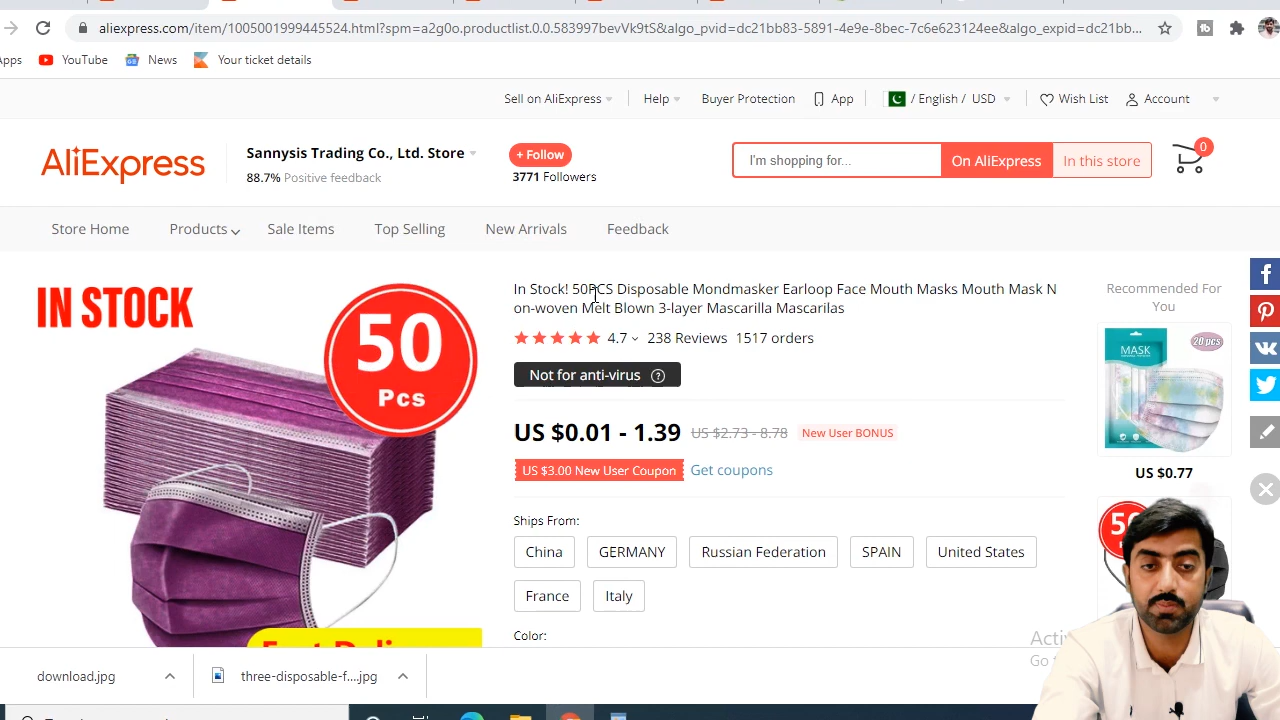 aliexpress.com/item/1005001999445524.html?spm=a2g0o.productlist.0.0.583997bevVk9tS&algo_pvid=dc21bb83-5891-4e9e-8bec-7c6e623124ee&algo_expid=dc21bb...
Apps YouTube News Your ticket details
Sell on AliExpress Help Buyer Protection App / English / USD Wish List Account
AliExpress
Sannysis Trading Co., Ltd. Store
88.7% Positive feedback
+ Follow
3771 Followers
I'm shopping for... On AliExpress In this store
0
Store Home Products Sale Items Top Selling New Arrivals Feedback
IN STOCK
50
Pcs
In Stock! 50PCS Disposable Mondmasker Earloop Face Mouth Masks Mouth Mask N
on-woven Melt Blown 3-layer Mascarilla Mascarilas
4.7 238 Reviews 1517 orders
Not for anti-virus ?
US $0.01 - 1.39 US $2.73 - 8.78 New User BONUS
US $3.00 New User Coupon Get coupons
Ships From:
China GERMANY Russian Federation SPAIN United States
France Italy
Color:
Recommended For
You
MASK
20 pcs
US $0.77
download.jpg
three-disposable-f....jpg